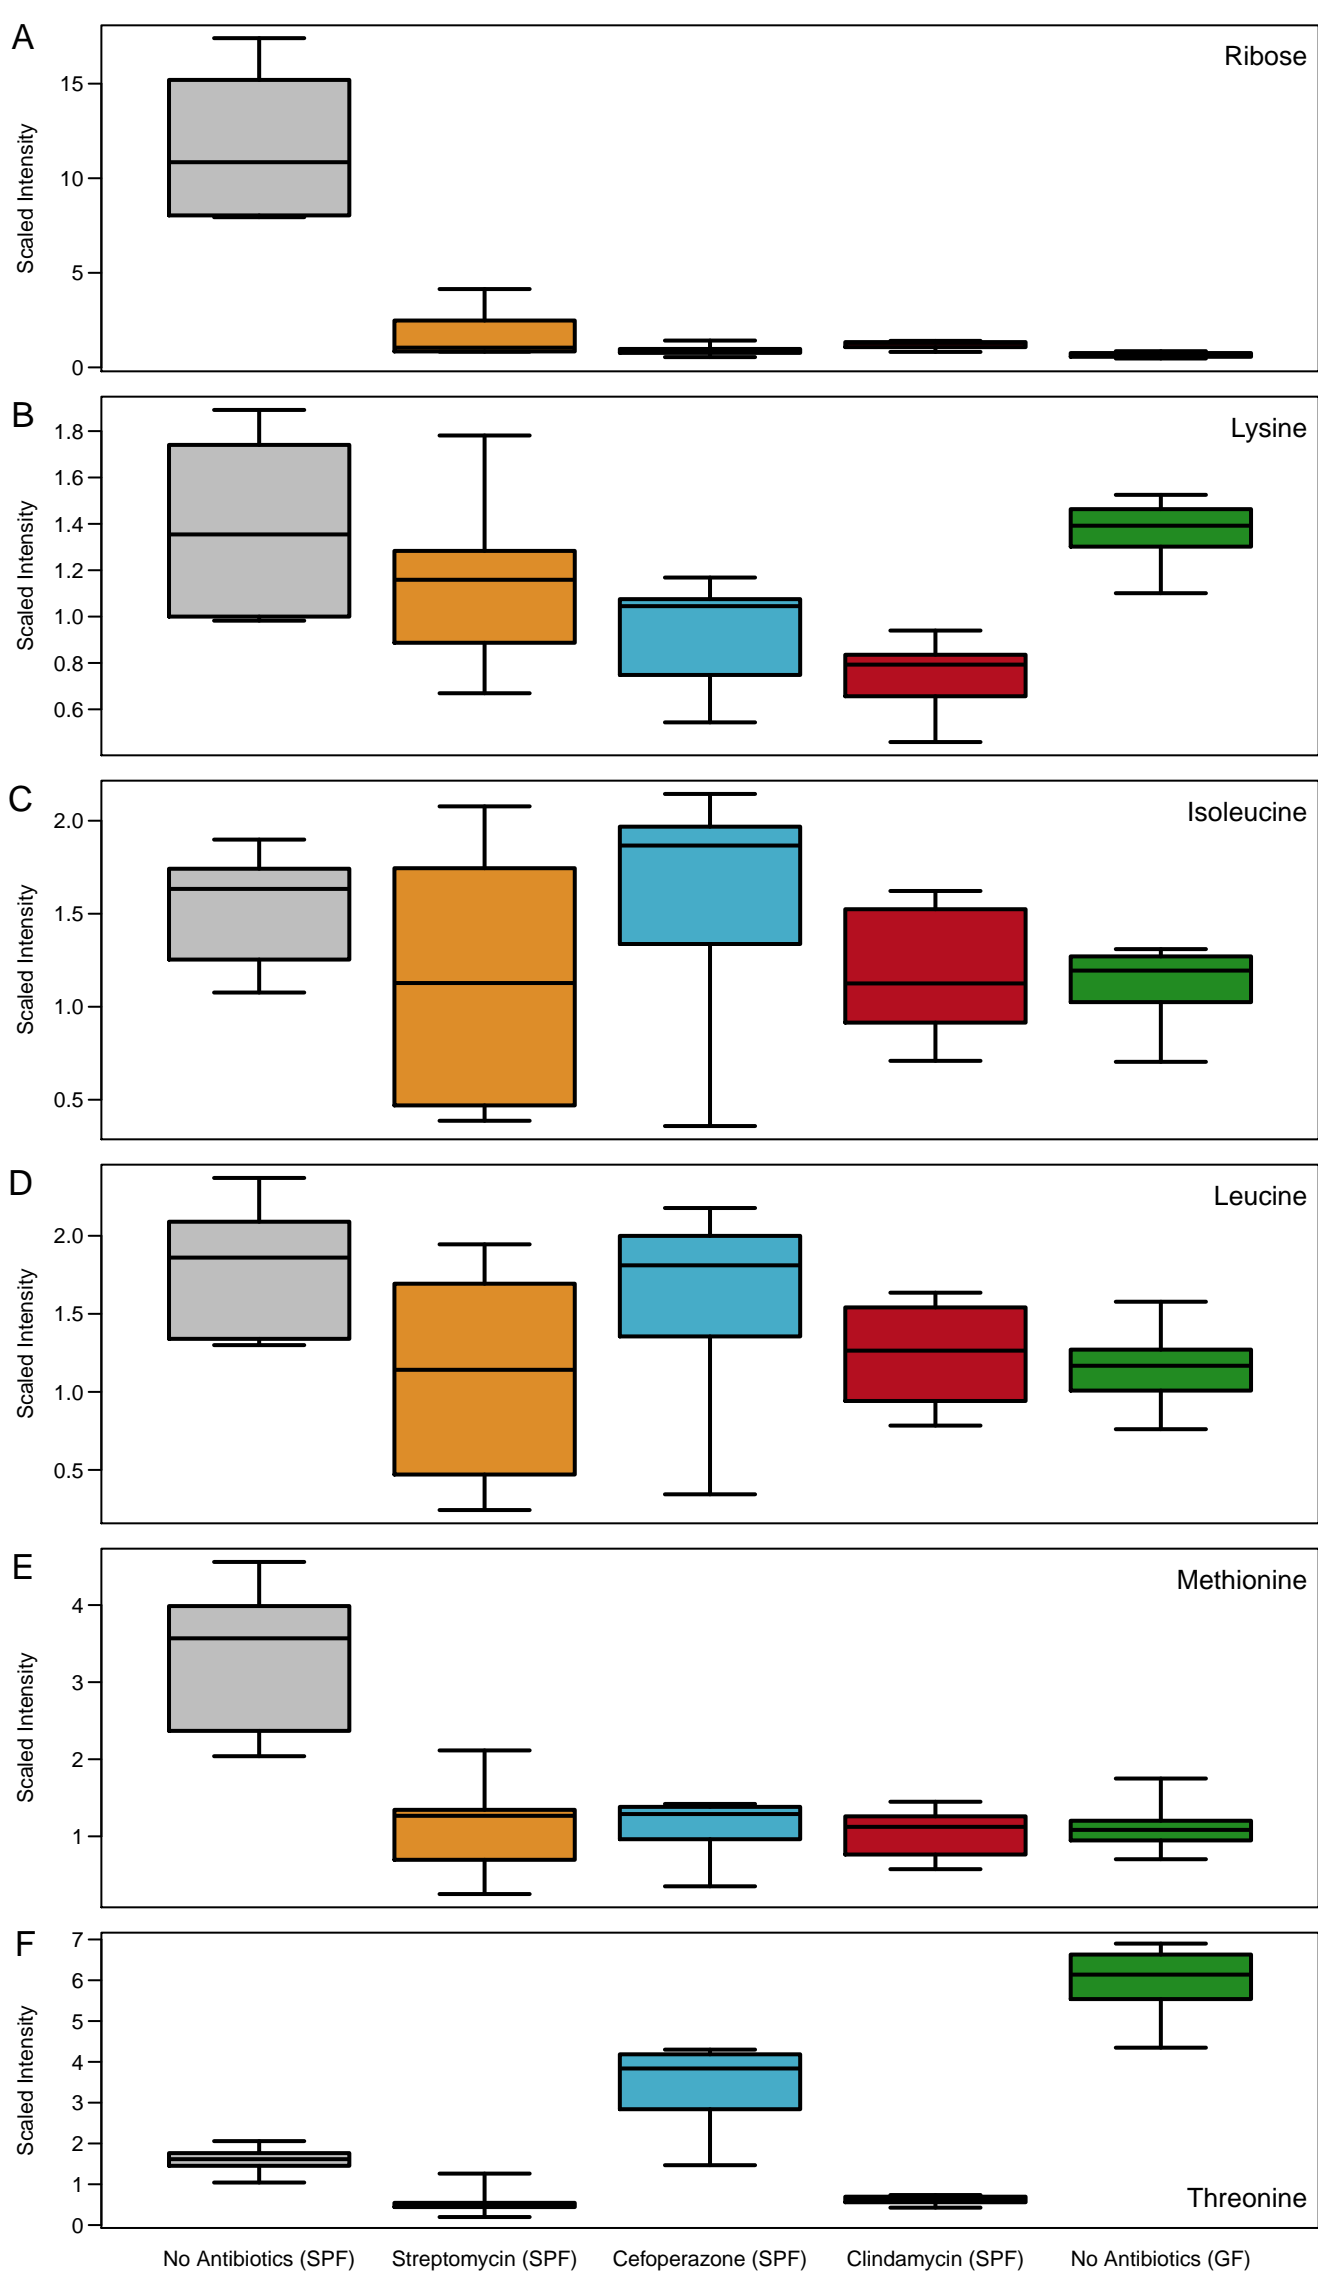 A
Ribose
Scaled Intensity
15
10
5
0
B
Lysine
Scaled Intensity
1.8
1.6
1.4
1.2
1.0
0.8
0.6
C
Isoleucine
Scaled Intensity
2.0
1.5
1.0
0.5
D
Leucine
Scaled Intensity
2.0
1.5
1.0
0.5
E
Methionine
Scaled Intensity
4
3
2
1
F
Scaled Intensity
7
6
5
4
3
2
1
0
Threonine
No Antibiotics (SPF) Streptomycin (SPF) Cefoperazone (SPF) Clindamycin (SPF) No Antibiotics (GF)